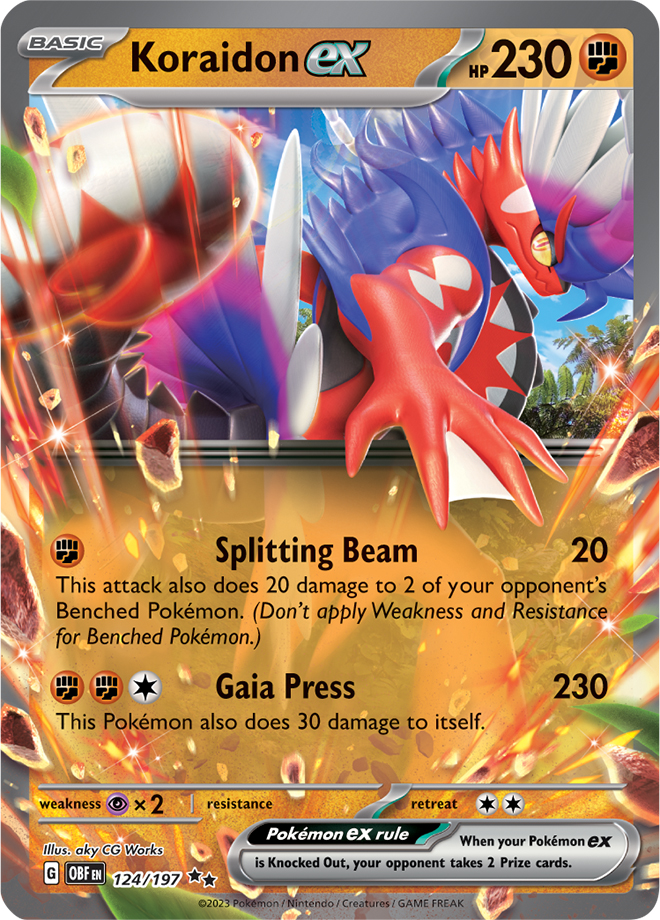 BASIC Koraidon ex HP 230
Splitting Beam 20
This attack also does 20 damage to 2 of your opponent's
Benched Pokémon. (Don't apply Weakness and Resistance
for Benched Pokémon.)
Gaia Press 230
This Pokémon also does 30 damage to itself.
weakness ×2 resistance retreat
Illus. aky CG Works
Pokémon ex rule When your Pokémon ex
is Knocked Out, your opponent takes 2 Prize cards.
G OBF EN 124/197 ★★
©2023 Pokémon / Nintendo / Creatures / GAME FREAK